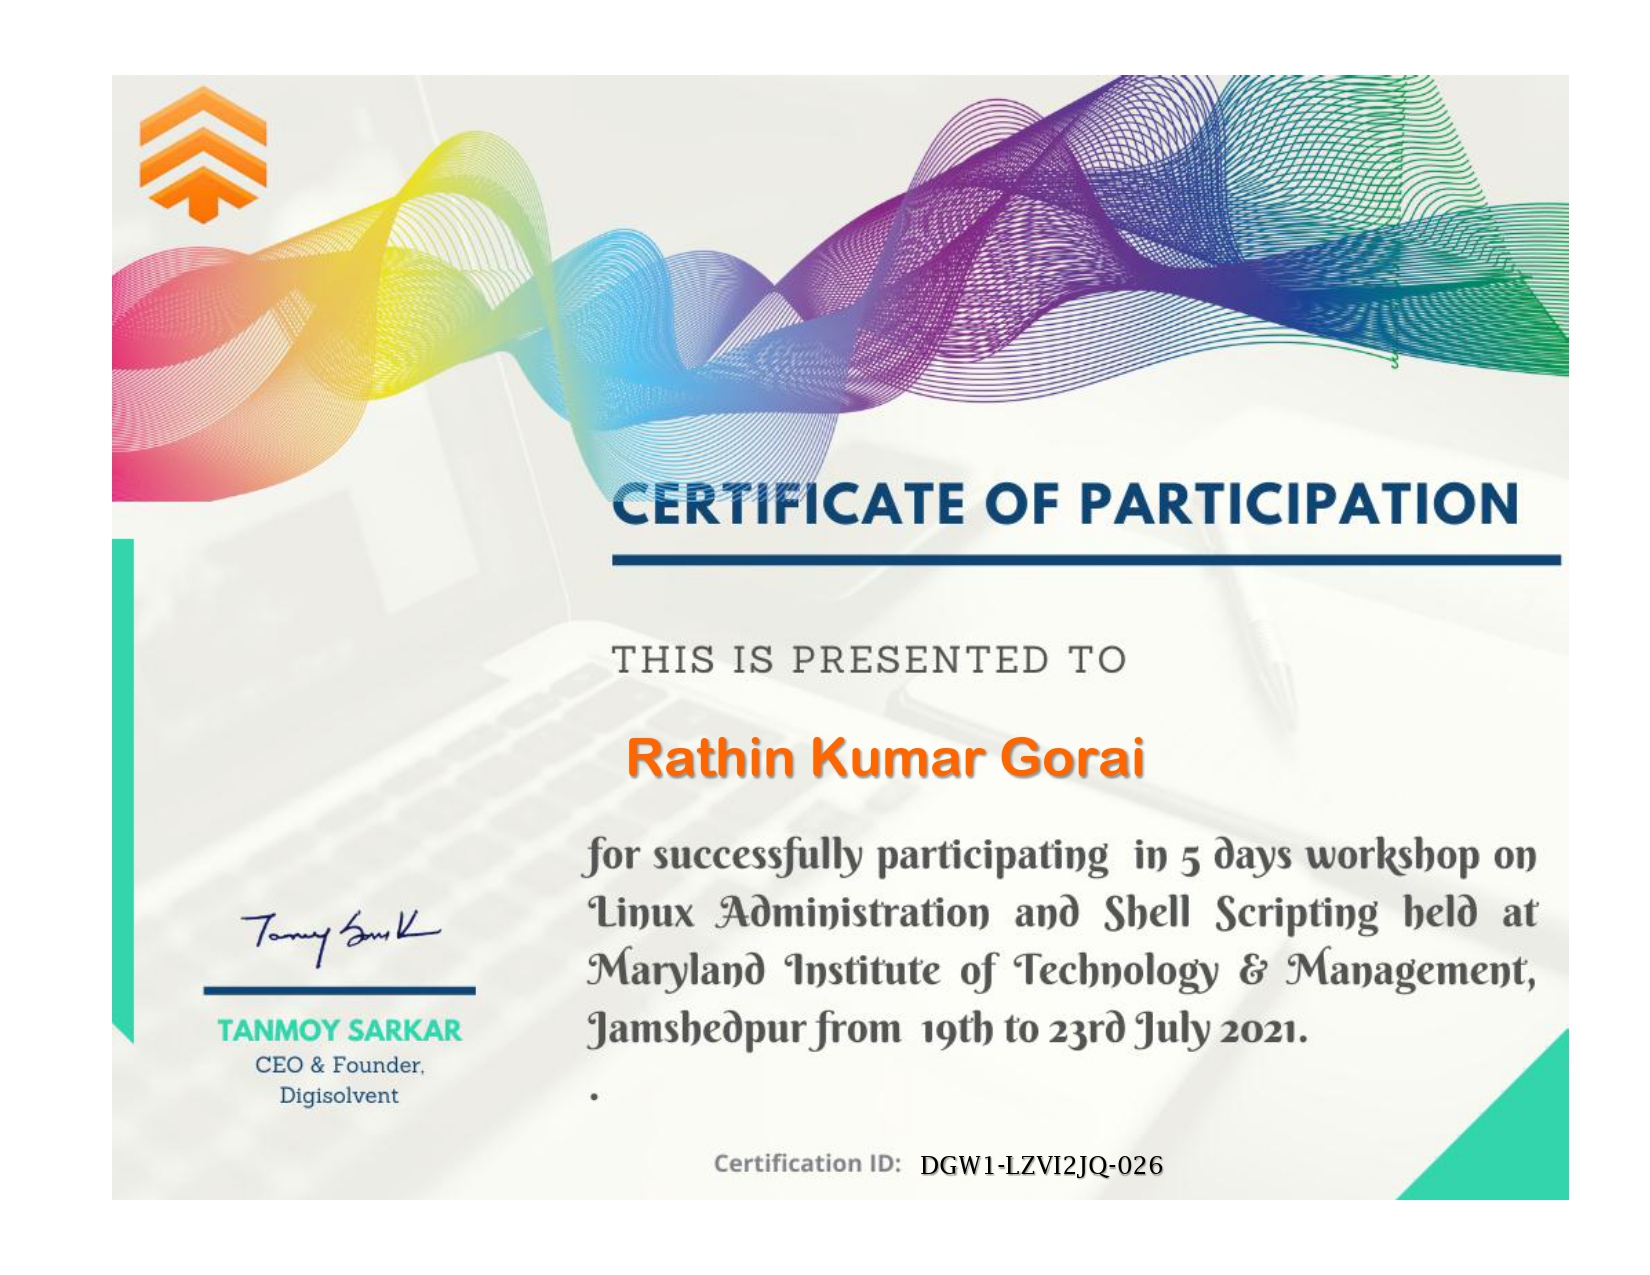 CERTIFICATE OF PARTICIPATION
THIS IS PRESENTED TO
Rathin Kumar Gorai
for successfully participating in 5 days workshop on
Linux Administration and Shell Scripting held at
Maryland Institute of Technology & Management,
Jamshedpur from 19th to 23rd July 2021.
.
TANMOY SARKAR
CEO & Founder,
Digisolvent
Certification ID: DGW1-LZVI2JQ-026